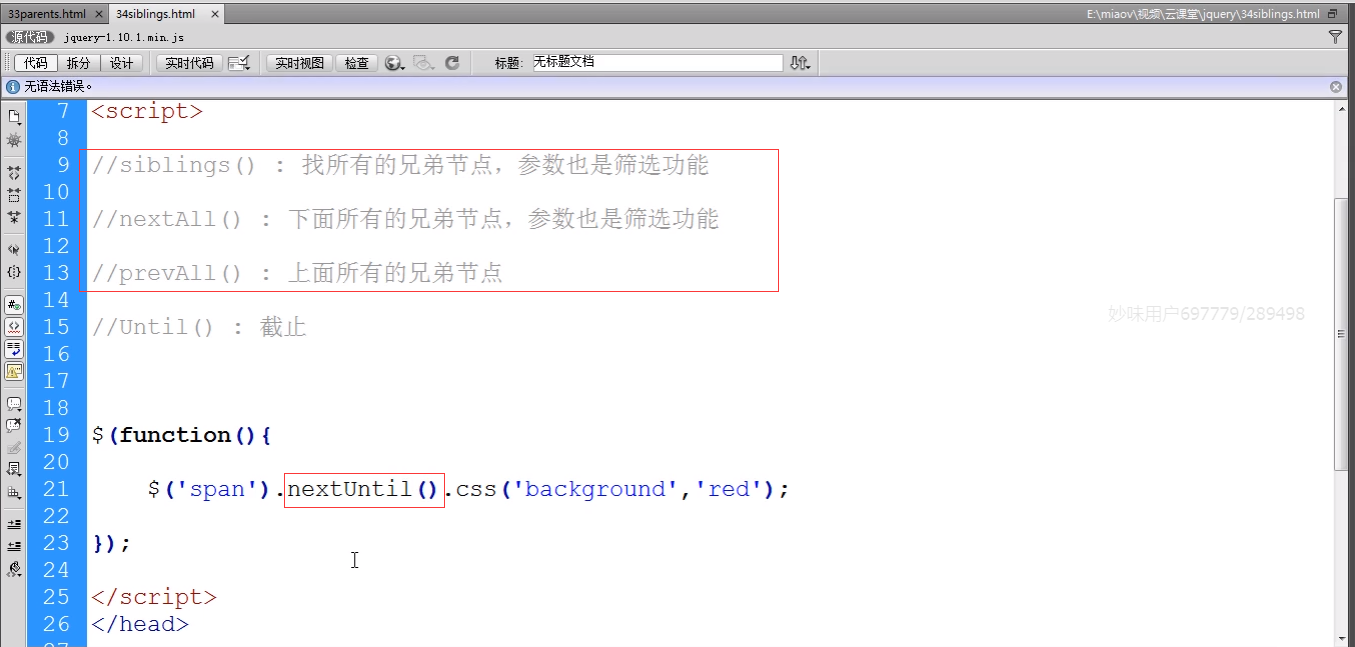 33parents.html × 34siblings.html × E:\miaov\视频\云课堂\jquery\34siblings.html
源代码 jquery-1.10.1.min.js
代码 拆分 设计 实时代码 实时视图 检查 标题: 无标题文档
无语法错误。
7 <script>
8
9 //siblings() : 找所有的兄弟节点，参数也是筛选功能
10
11 //nextAll() : 下面所有的兄弟节点，参数也是筛选功能
12
13 //prevAll() : 上面所有的兄弟节点
14
妙味用户697779/289498
15 //Until() : 截止
16
17
18
19 $(function(){
20
21 $('span').nextUntil().css('background','red');
22
23 });
24
25 </script>
26 </head>
27